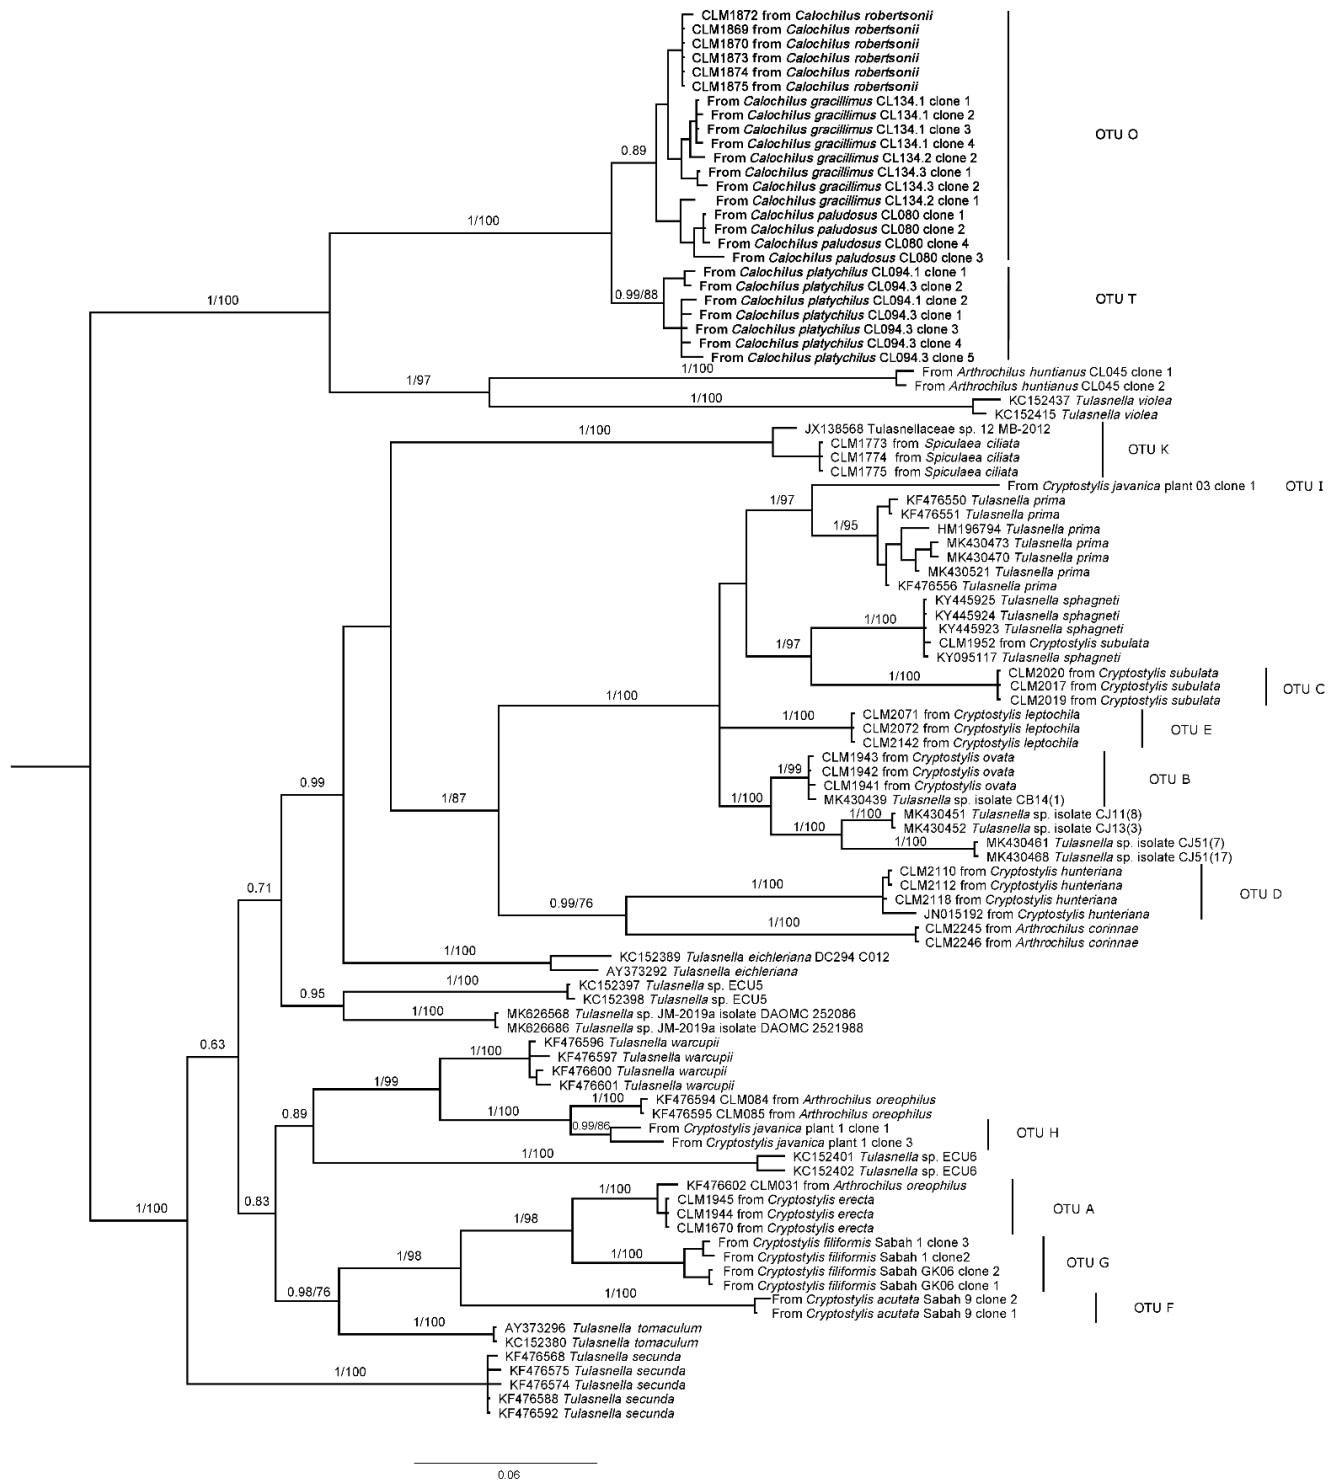 CLM1872 from Calochilus robertsonii
CLM1869 from Calochilus robertsonii
CLM1870 from Calochilus robertsonii
CLM1873 from Calochilus robertsonii
CLM1874 from Calochilus robertsonii
CLM1875 from Calochilus robertsonii
From Calochilus gracillimus CL134.1 clone 1
From Calochilus gracillimus CL134.1 clone 2
From Calochilus gracillimus CL134.1 clone 3
OTU O
From Calochilus gracillimus CL134.1 clone 4
0.89
From Calochilus gracillimus CL134.2 clone 2
From Calochilus gracillimus CL134.3 clone 1
From Calochilus gracillimus CL134.3 clone 2
From Calochilus gracillimus CL134.2 clone 1
From Calochilus paludosus CL080 clone 1
1/100
From Calochilus paludosus CL080 clone 2
From Calochilus paludosus CL080 clone 4
From Calochilus paludosus CL080 clone 3
From Calochilus platychilus CL094.1 clone 1
From Calochilus platychilus CL094.3 clone 2
0.99/88
1/100
From Calochilus platychilus CL094.1 clone 2
OTU T
From Calochilus platychilus CL094.3 clone 1
From Calochilus platychilus CL094.3 clone 3
From Calochilus platychilus CL094.3 clone 4
From Calochilus platychilus CL094.3 clone 5
1/100
From Arthrochilus huntianus CL045 clone 1
1/97
From Arthrochilus huntianus CL045 clone 2
1/100
KC152437 Tulasnella violea
KC152415 Tulasnella violea
1/100
JX138568 Tulasnellaceae sp. 12 MB-2012
CLM1773 from Spiculaea ciliata
OTU K
CLM1774 from Spiculaea ciliata
CLM1775 from Spiculaea ciliata
From Cryptostylis javanica plant 03 clone 1
OTU I
1/97
KF476550 Tulasnella prima
KF476551 Tulasnella prima
1/95
HM196794 Tulasnella prima
MK430473 Tulasnella prima
MK430470 Tulasnella prima
MK430521 Tulasnella prima
KF476556 Tulasnella prima
KY445925 Tulasnella sphagneti
KY445924 Tulasnella sphagneti
1/100
KY445923 Tulasnella sphagneti
1/97
CLM1952 from Cryptostylis subulata
KY095117 Tulasnella sphagneti
1/100
CLM2020 from Cryptostylis subulata
CLM2017 from Cryptostylis subulata
OTU C
CLM2019 from Cryptostylis subulata
1/100
1/100
CLM2071 from Cryptostylis leptochila
CLM2072 from Cryptostylis leptochila
OTU E
CLM2142 from Cryptostylis leptochila
CLM1943 from Cryptostylis ovata
1/99
CLM1942 from Cryptostylis ovata
OTU B
CLM1941 from Cryptostylis ovata
0.99
1/87
1/100
MK430439 Tulasnella sp. isolate CB14(1)
1/100
MK430451 Tulasnella sp. isolate CJ11(8)
1/100
MK430452 Tulasnella sp. isolate CJ13(3)
1/100
MK430461 Tulasnella sp. isolate CJ51(7)
MK430468 Tulasnella sp. isolate CJ51(17)
CLM2110 from Cryptostylis hunteriana
0.71
1/100
CLM2112 from Cryptostylis hunteriana
OTU D
0.99/76
CLM2118 from Cryptostylis hunteriana
JN015192 from Cryptostylis hunteriana
1/100
CLM2245 from Arthrochilus corinnae
CLM2246 from Arthrochilus corinnae
1/100
KC152389 Tulasnella eichleriana DC294 C012
AY373292 Tulasnella eichleriana
1/100
KC152397 Tulasnella sp. ECU5
0.95
KC152398 Tulasnella sp. ECU5
1/100
MK626568 Tulasnella sp. JM-2019a isolate DAOMC 252086
MK626686 Tulasnella sp. JM-2019a isolate DAOMC 2521988
0.63
KF476596 Tulasnella warcupii
1/100
KF476597 Tulasnella warcupii
KF476600 Tulasnella warcupii
1/99
KF476601 Tulasnella warcupii
1/100
KF476594 CLM084 from Arthrochilus oreophilus
0.89
1/100
KF476595 CLM085 from Arthrochilus oreophilus
0.99/86
From Cryptostylis javanica plant 1 clone 1
OTU H
From Cryptostylis javanica plant 1 clone 3
1/100
KC152401 Tulasnella sp. ECU6
KC152402 Tulasnella sp. ECU6
1/100
KF476602 CLM031 from Arthrochilus oreophilus
0.83
CLM1945 from Cryptostylis erecta
1/100
OTU A
1/98
CLM1944 from Cryptostylis erecta
CLM1670 from Cryptostylis erecta
From Cryptostylis filiformis Sabah 1 clone 3
1/98
1/100
From Cryptostylis filiformis Sabah 1 clone2
OTU G
From Cryptostylis filiformis Sabah GK06 clone 2
From Cryptostylis filiformis Sabah GK06 clone 1
0.98/76
1/100
From Cryptostylis acutata Sabah 9 clone 2
OTU F
From Cryptostylis acutata Sabah 9 clone 1
1/100
AY373296 Tulasnella tomaculum
KC152380 Tulasnella tomaculum
KF476568 Tulasnella secunda
1/100
KF476575 Tulasnella secunda
KF476574 Tulasnella secunda
KF476588 Tulasnella secunda
KF476592 Tulasnella secunda
0.06